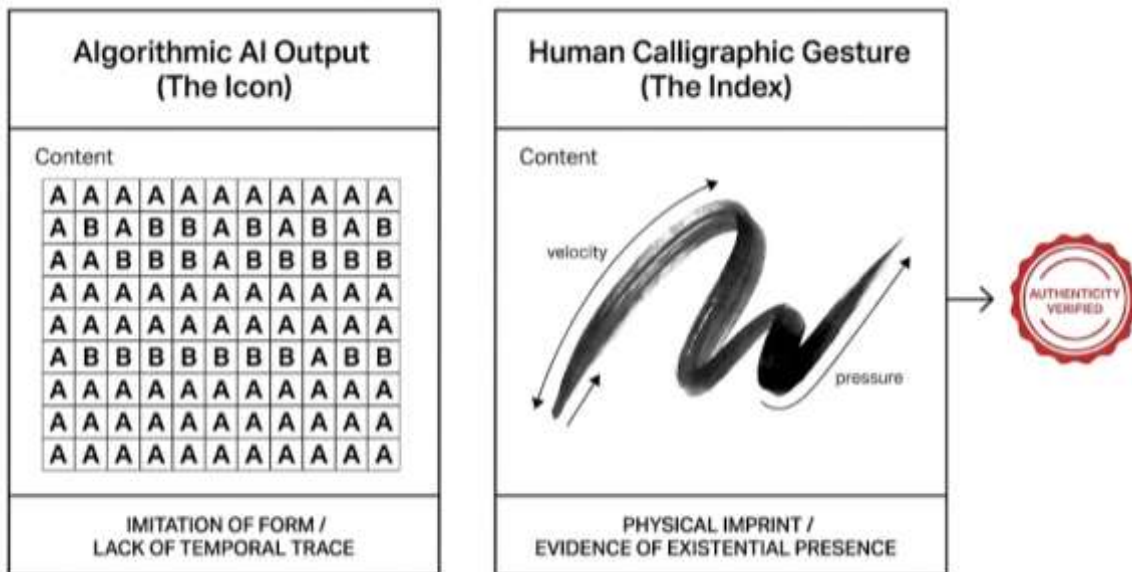 Algorithmic AI Output
(The Icon)
Content
A A A A A A A A A A A
A B A B B A B A B A B
A A B B B A B B B B B
A A A A A A A A A A A
A A A A A A A A A A A
A B B B B B B B A B B
A A A A A A A A A A A
A A A A A A A A A A A
A A A A A A A A A A A
IMITATION OF FORM /
LACK OF TEMPORAL TRACE
Human Calligraphic Gesture
(The Index)
Content
velocity
pressure
PHYSICAL IMPRINT /
EVIDENCE OF EXISTENTIAL PRESENCE
AUTHENTICITY
VERIFIED